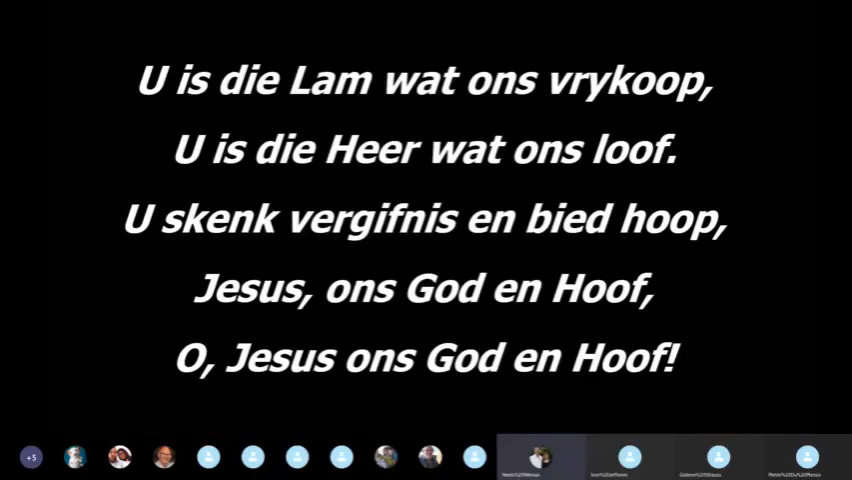 U is die Lam wat ons vrykoop,
U is die Heer wat ons loof.
U skenk vergifnis en bied hoop,
Jesus, ons God en Hoof,
O, Jesus ons God en Hoof!
+5